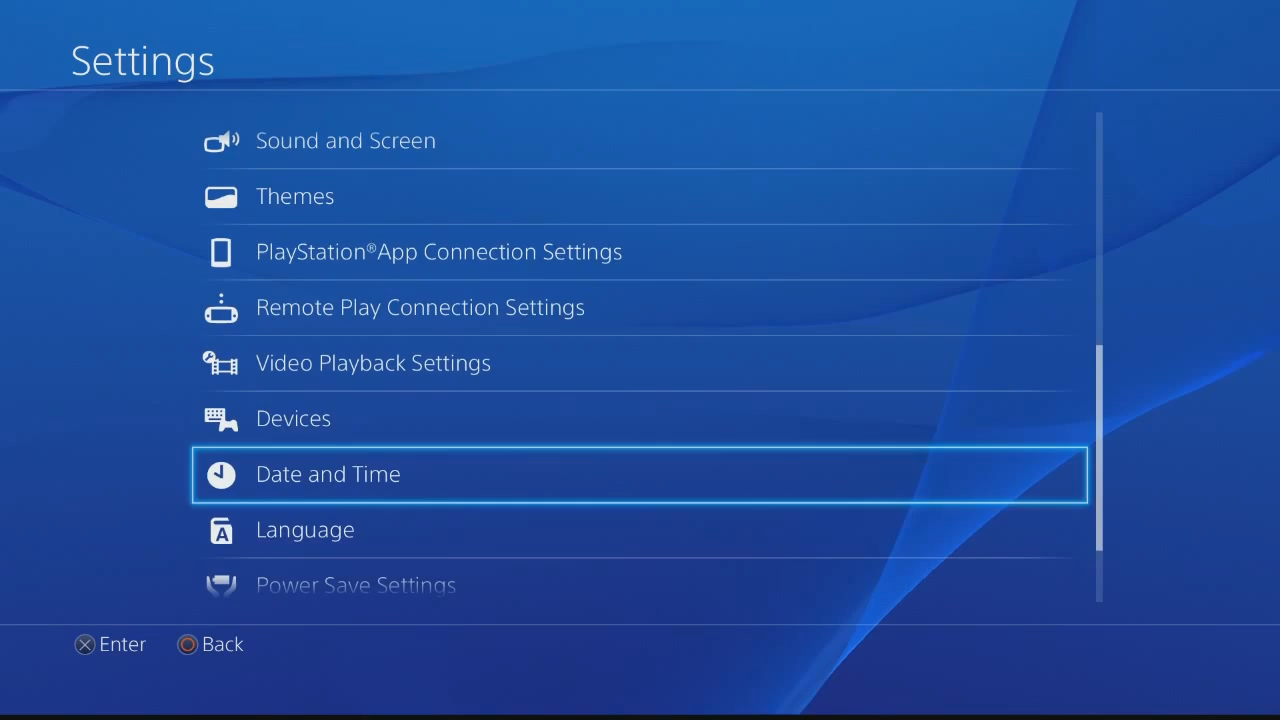 Settings
Sound and Screen
Themes
PlayStation®App Connection Settings
Remote Play Connection Settings
Video Playback Settings
Devices
Date and Time
A Language
Power Save Settings
Enter Back